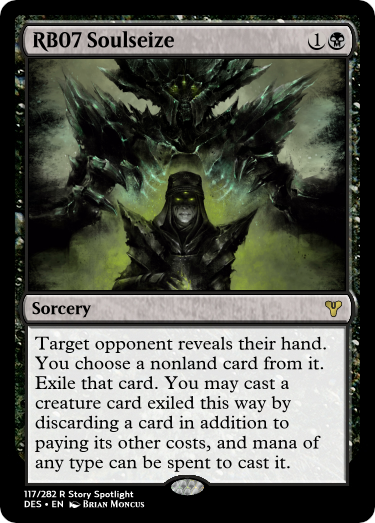 RB07 Soulseize 1
Sorcery
Target opponent reveals their hand.
You choose a nonland card from it.
Exile that card. You may cast a
creature card exiled this way by
discarding a card in addition to
paying its other costs, and mana of
any type can be spent to cast it.
117/282 R Story Spotlight
DES • EN Brian Moncus